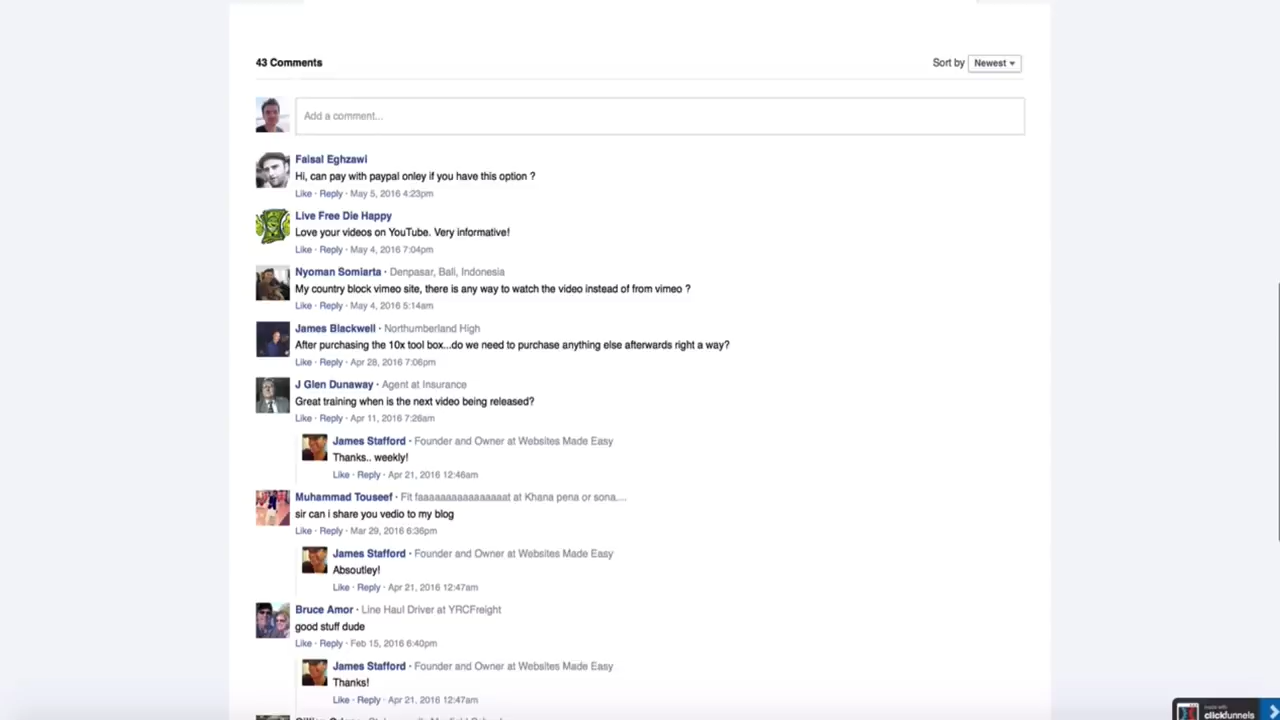 43 Comments
Sort by Newest
Add a comment...
Faisal Eghzawi
Hi, can pay with paypal onley if you have this option ?
Like · Reply · May 5, 2016 4:23pm
Live Free Die Happy
Love your videos on YouTube. Very informative!
Like · Reply · May 4, 2016 7:04pm
Nyoman Somiarta · Denpasar, Bali, Indonesia
My country block vimeo site, there is any way to watch the video instead of from vimeo ?
Like · Reply · May 4, 2016 5:14am
James Blackwell · Northumberland High
After purchasing the 10x tool box...do we need to purchase anything else afterwards right a way?
Like · Reply · Apr 28, 2016 7:06pm
J Glen Dunaway · Agent at Insurance
Great training when is the next video being released?
Like · Reply · Apr 11, 2016 7:26am
James Stafford · Founder and Owner at Websites Made Easy
Thanks.. weekly!
Like · Reply · Apr 21, 2016 12:46am
Muhammad Touseef · Fit faaaaaaaaaaaaaaat at Khana pena or sona,...
sir can i share you vedio to my blog
Like · Reply · Mar 29, 2016 6:36pm
James Stafford · Founder and Owner at Websites Made Easy
Absoutley!
Like · Reply · Apr 21, 2016 12:47am
Bruce Amor · Line Haul Driver at YRCFreight
good stuff dude
Like · Reply · Feb 15, 2016 6:40pm
James Stafford · Founder and Owner at Websites Made Easy
Thanks!
Like · Reply · Apr 21, 2016 12:47am
made with
clickfunnels